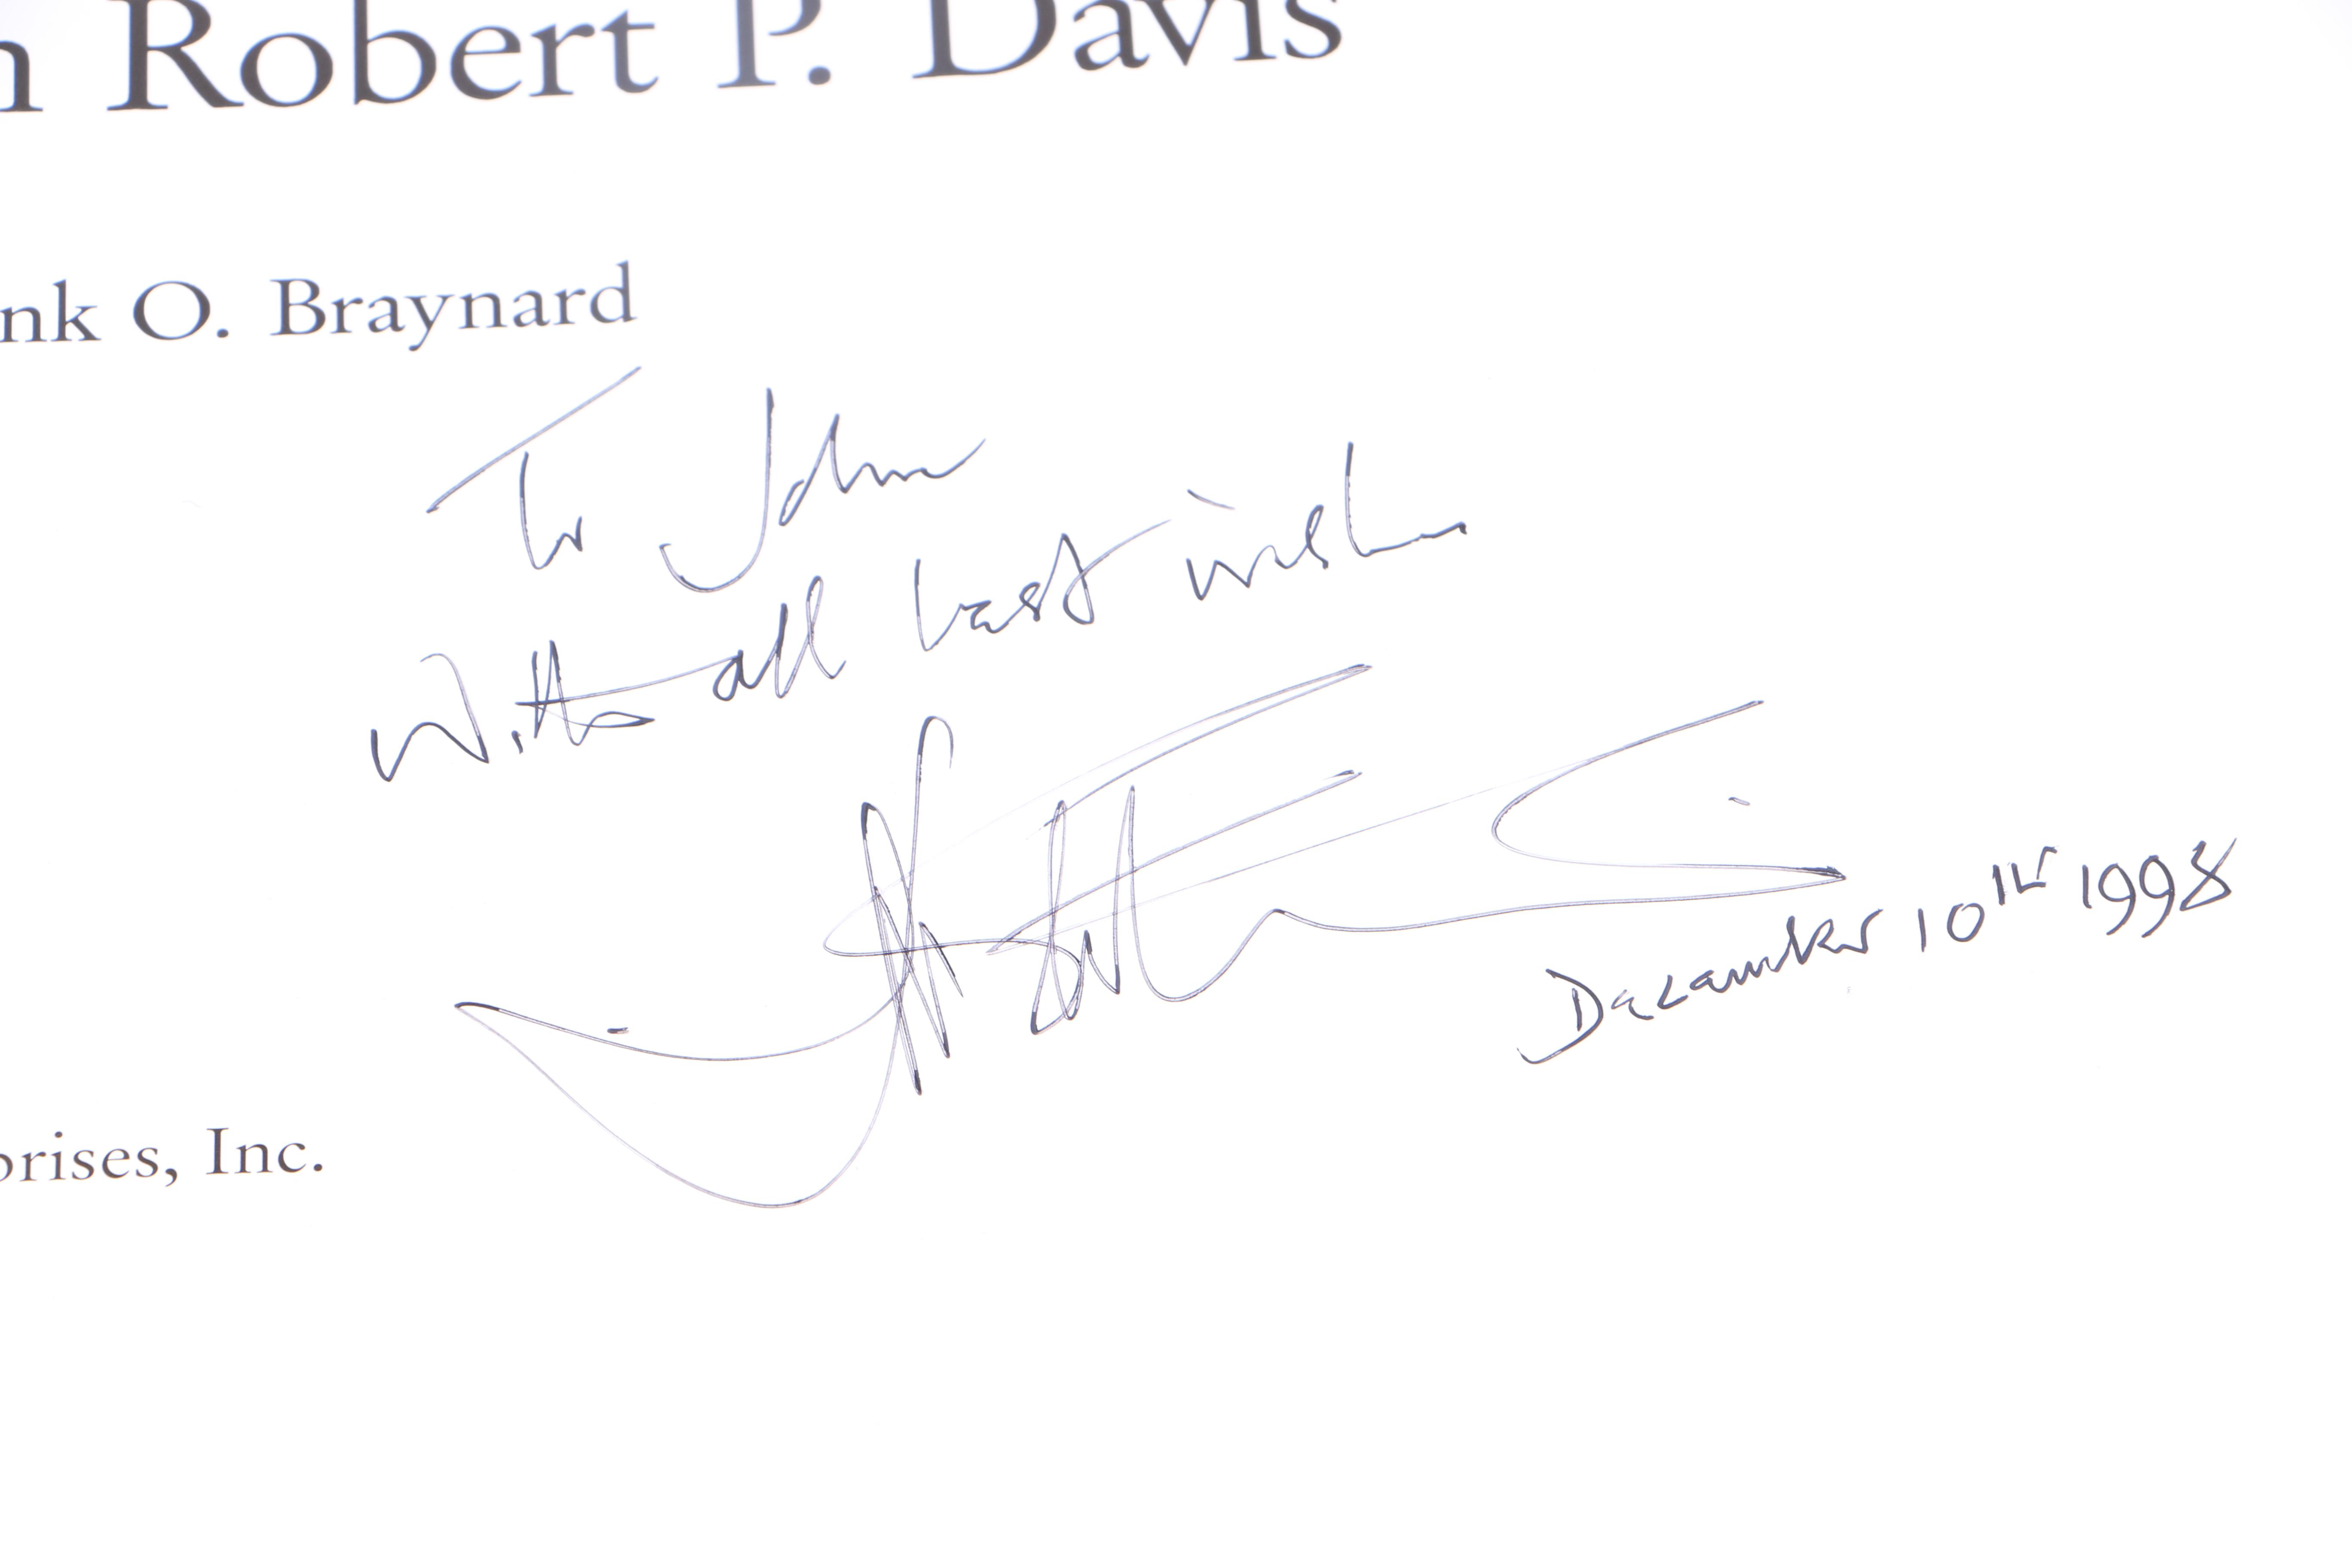 n Robert P. Davis
nk O. Braynard
To John
With all best wishes
December 10th 1998
prises, Inc.